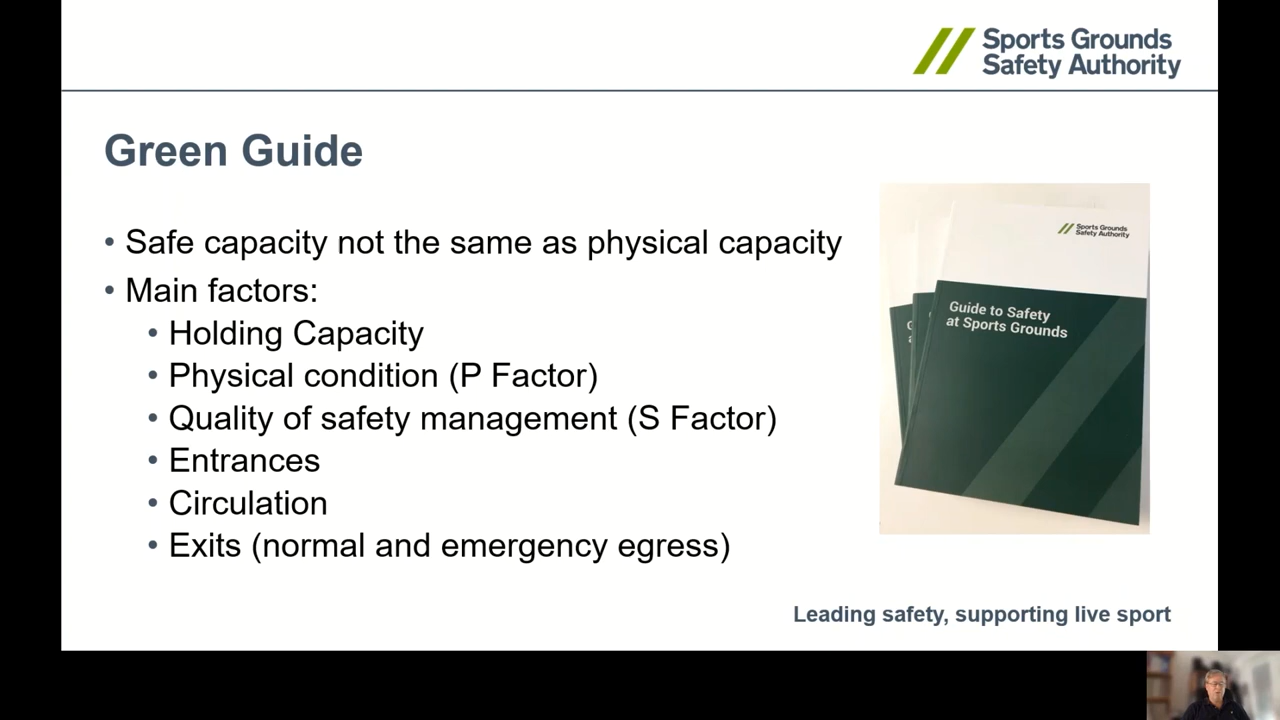 Sports Grounds
Safety Authority
Green Guide
• Safe capacity not the same as physical capacity
• Main factors:
• Holding Capacity
• Physical condition (P Factor)
• Quality of safety management (S Factor)
• Entrances
• Circulation
• Exits (normal and emergency egress)
Sports Grounds
Safety Authority
Guide to Safety
at Sports Grounds
Leading safety, supporting live sport